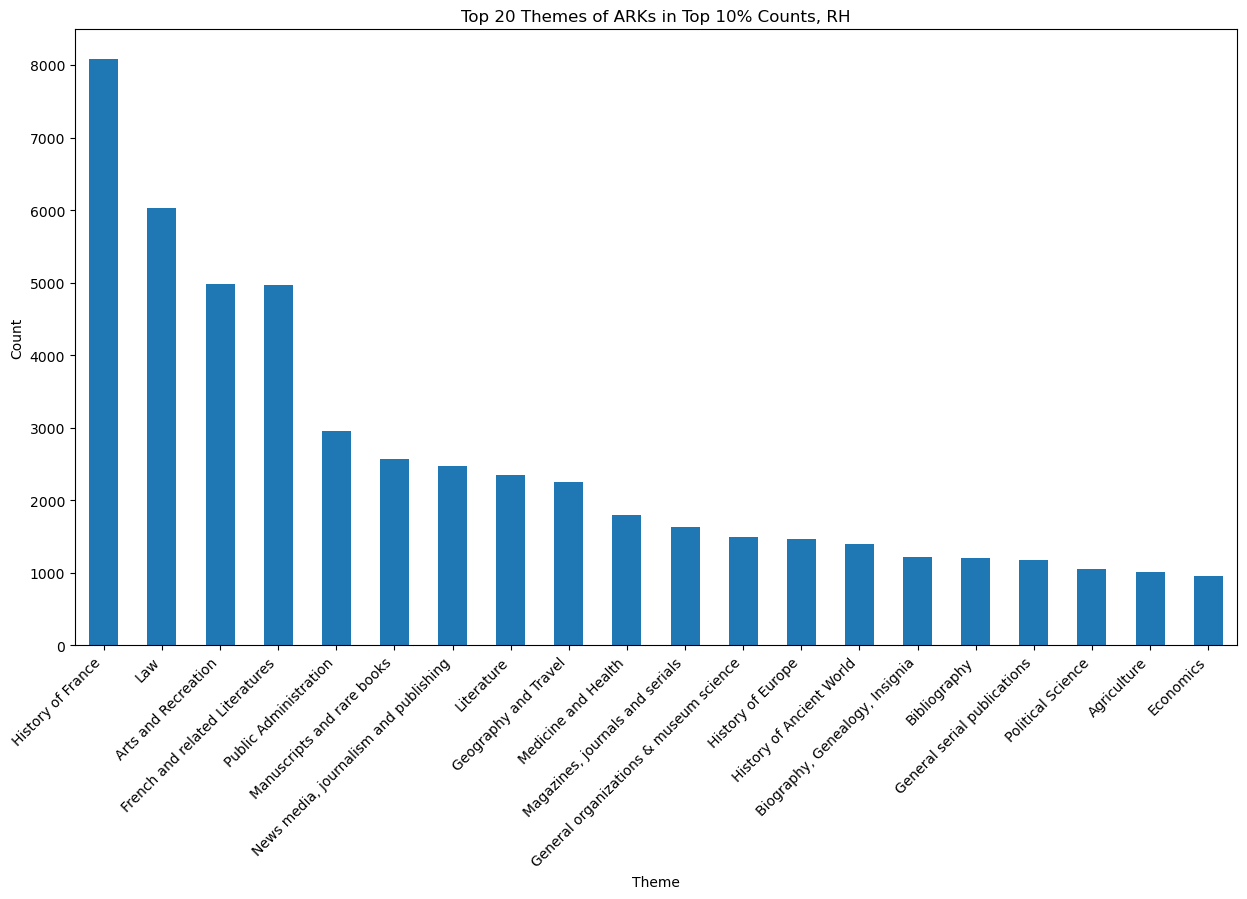 Top 20 Themes of ARKs in Top 10% Counts, RH
Count
8000
7000
6000
5000
4000
3000
2000
1000
0
History of France
Law
Arts and Recreation
French and related Literatures
Public Administration
Manuscripts and rare books
News media, journalism and publishing
Literature
Geography and Travel
Medicine and Health
Magazines, journals and serials
General organizations & museum science
History of Europe
History of Ancient World
Biography, Genealogy, Insignia
Bibliography
General serial publications
Political Science
Agriculture
Economics
Theme